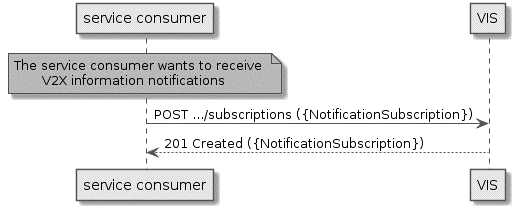 service consumer
VIS
The service consumer wants to receive
V2X information notifications
POST .../subscriptions ({NotificationSubscription})
201 Created ({NotificationSubscription})
service consumer
VIS